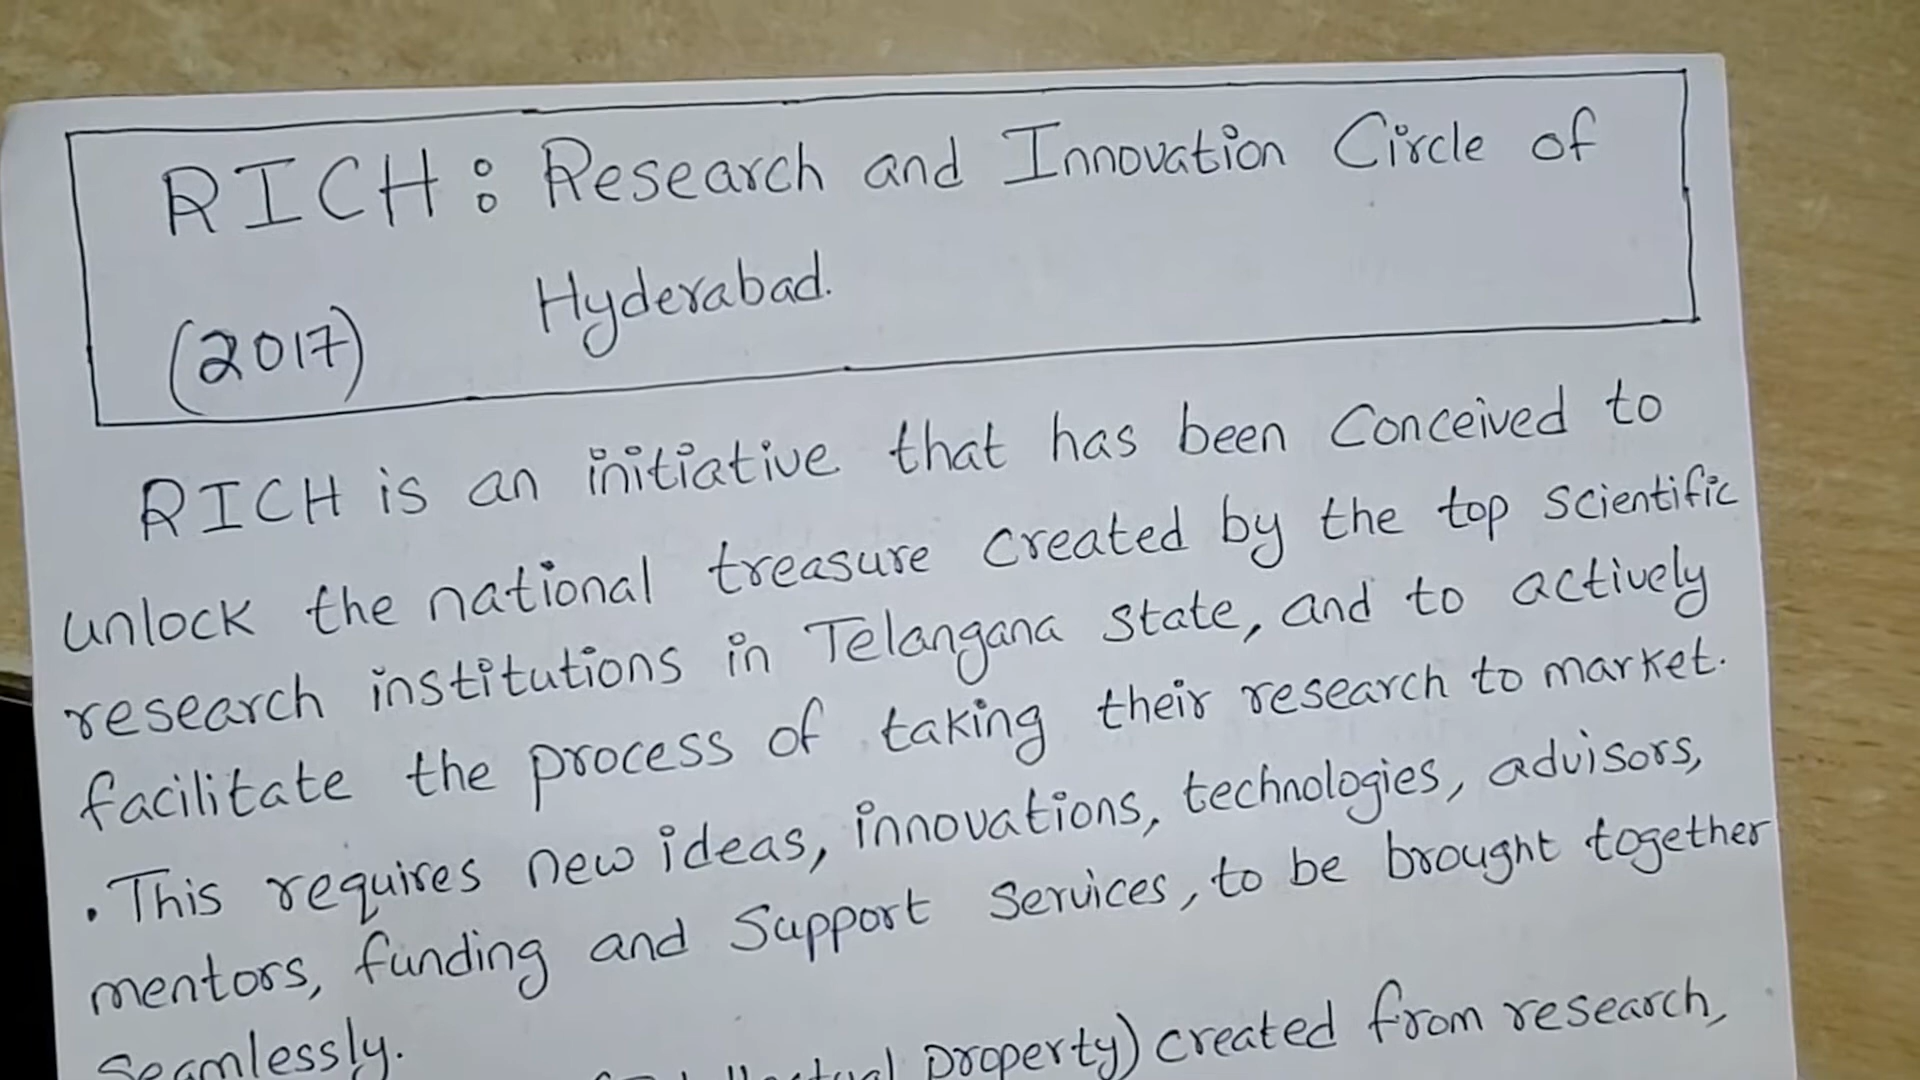 RICH: Research and Innovation Circle of
(2017) Hyderabad.
RICH is an initiative that has been Conceived to
unlock the national treasure created by the top scientific
research institutions in Telangana state, and to actively
facilitate the process of taking their research to market.
. This requires new ideas, innovations, technologies, advisors,
mentors, funding and Support Services, to be brought together
Seamlessly.
property) created from research,